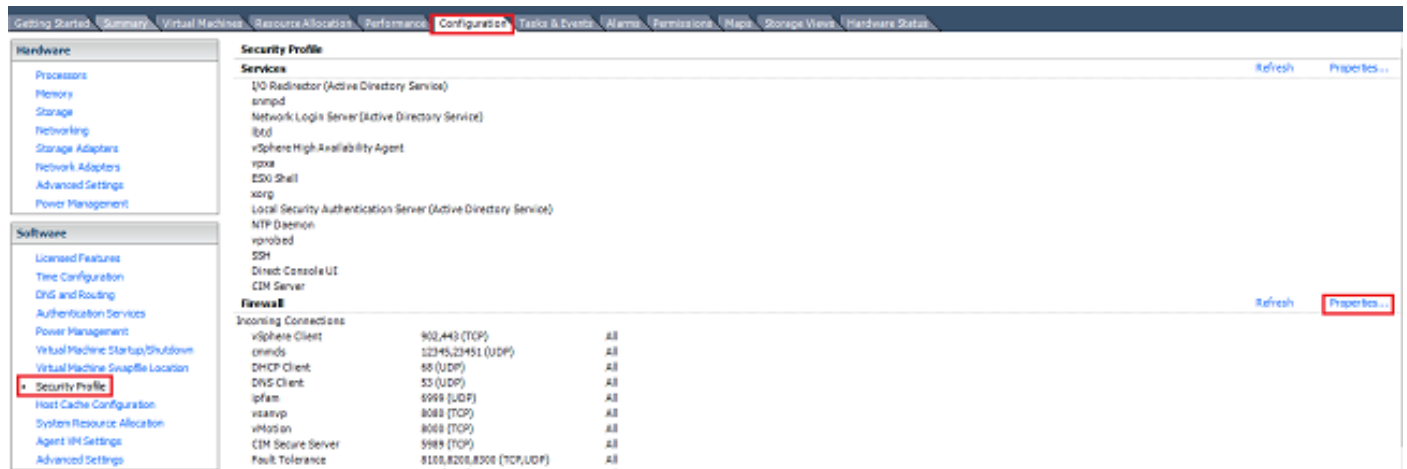 Getting Started Summary Virtual Machines Resource Allocation Performance Configuration Tasks & Events Alarms Permissions Maps Storage Views Hardware Status
Hardware
Processors
Memory
Storage
Networking
Storage Adapters
Network Adapters
Advanced Settings
Power Management
Software
Licensed Features
Time Configuration
DNS and Routing
Authentication Services
Power Management
Virtual Machine Startup/Shutdown
Virtual Machine Swapfile Location
Security Profile
Host Cache Configuration
System Resource Allocation
Agent VM Settings
Advanced Settings
Security Profile
Services Refresh Properties...
I/O Redirector (Active Directory Service)
snmpd
Network Login Server (Active Directory Service)
lbtd
vSphere High Availability Agent
vpxa
ESXi Shell
xorg
Local Security Authentication Server (Active Directory Service)
NTP Daemon
vprobed
SSH
Direct Console UI
CIM Server
Firewall Refresh Properties...
Incoming Connections
vSphere Client 902,443 (TCP) All
cmmds 12345,23451 (UDP) All
DHCP Client 68 (UDP) All
DNS Client 53 (UDP) All
ipfam 6999 (UDP) All
vsanvp 8080 (TCP) All
vMotion 8000 (TCP) All
CIM Secure Server 5989 (TCP) All
Fault Tolerance 8100,8200,8300 (TCP,UDP) All